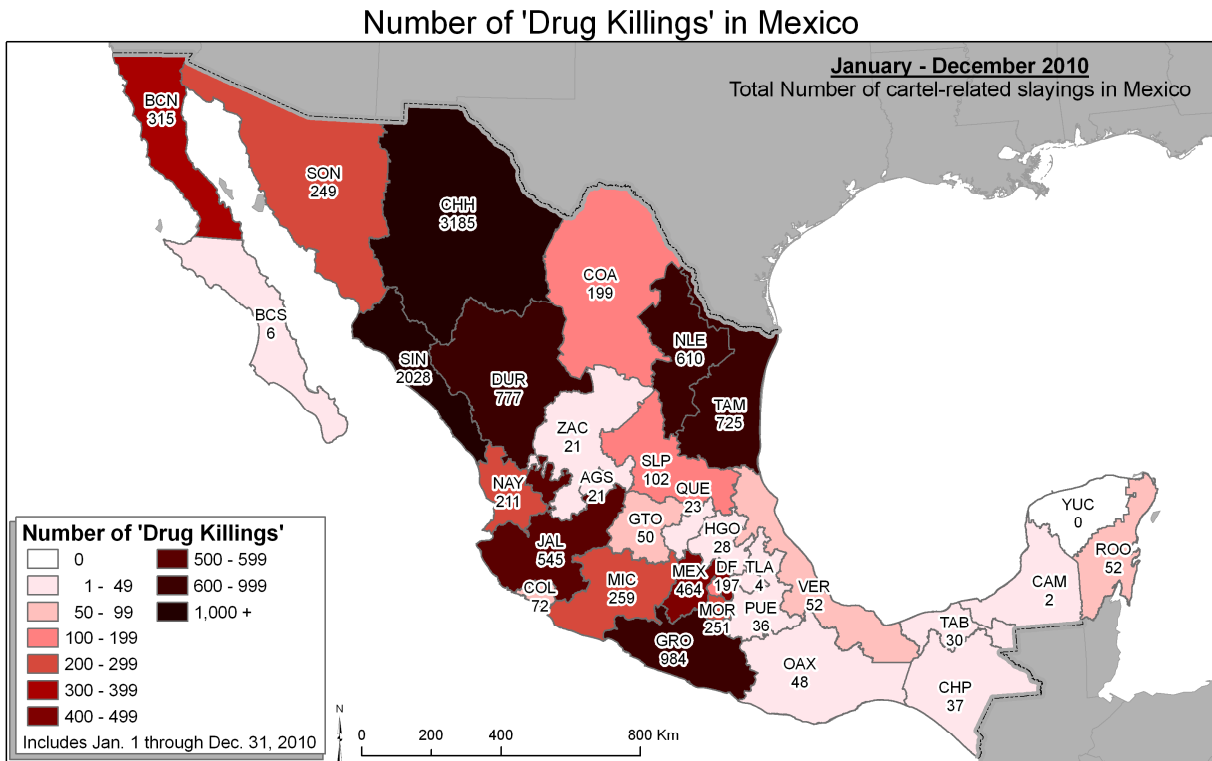 Number of 'Drug Killings' in Mexico
January - December 2010
Total Number of cartel-related slayings in Mexico
BCN
315
SON
249
CHH
3185
COA
199
BCS
6
NLE
610
SIN
2028
DUR
777
TAM
725
ZAC
21
SLP
102
AGS
21
NAY
211
QUE
23
YUC
0
GTO
50
HGO
28
JAL
545
ROO
52
DF
197
TLA
4
MEX
464
MIC
259
CAM
2
COL
72
VER
52
MOR
251
PUE
36
TAB
30
GRO
984
OAX
48
CHP
37
Number of 'Drug Killings'
0
1 - 49
50 - 99
100 - 199
200 - 299
300 - 399
400 - 499
500 - 599
600 - 999
1,000 +
Includes Jan. 1 through Dec. 31, 2010
N
0 200 400 800 Km